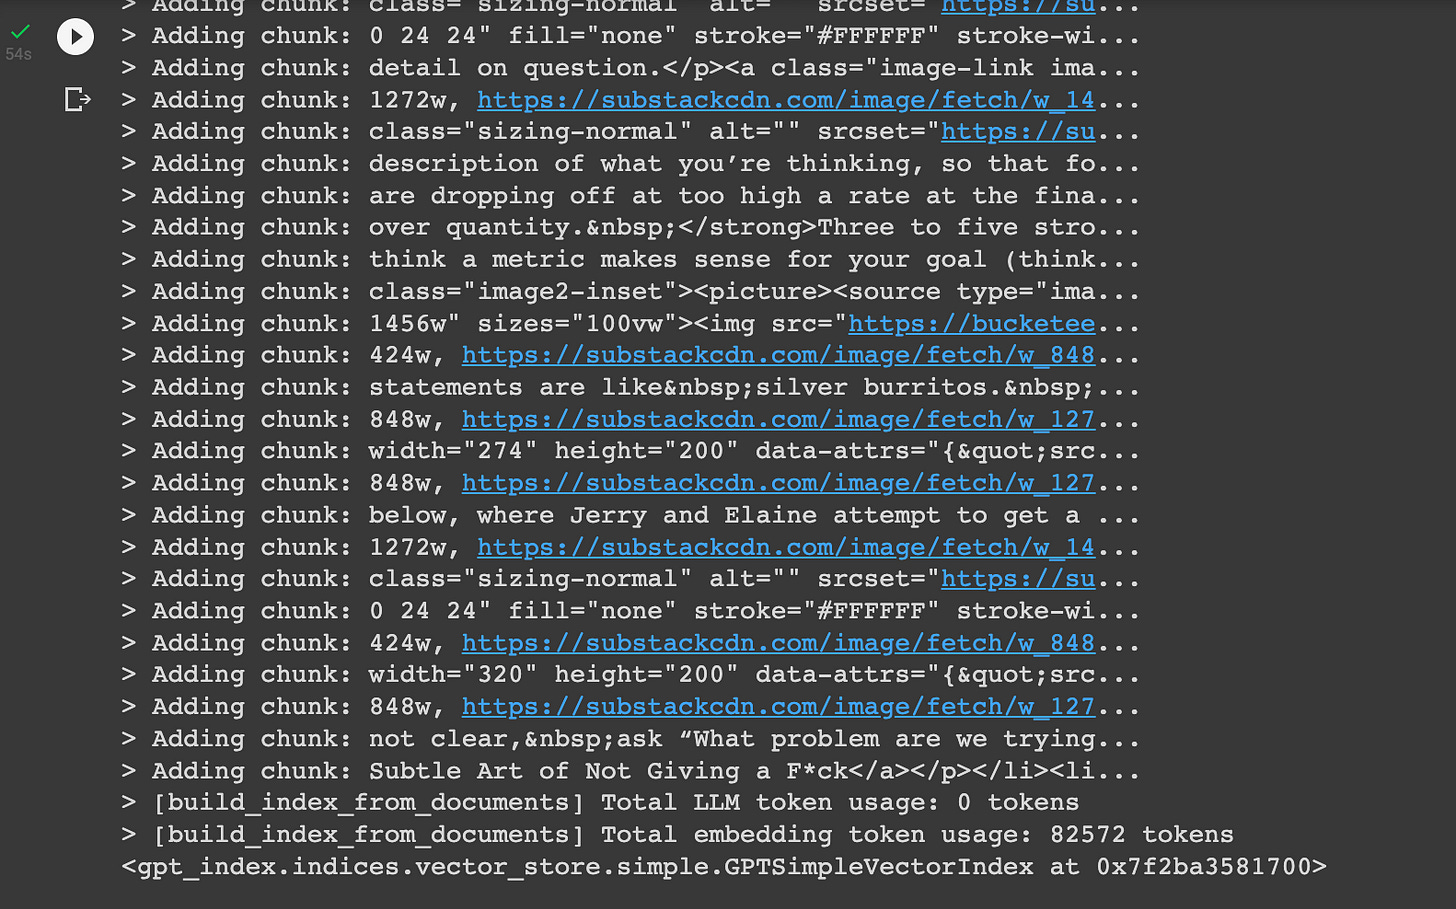 > Adding chunk: class="sizing-normal" alt="" srcset="https://su...
> Adding chunk: 0 24 24" fill="none" stroke="#FFFFFF" stroke-wi...
54s
> Adding chunk: detail on question.</p><a class="image-link ima...
> Adding chunk: 1272w, https://substackcdn.com/image/fetch/w_14...
> Adding chunk: class="sizing-normal" alt="" srcset="https://su...
> Adding chunk: description of what you’re thinking, so that fo...
> Adding chunk: are dropping off at too high a rate at the fina...
> Adding chunk: over quantity.&nbsp;</strong>Three to five stro...
> Adding chunk: think a metric makes sense for your goal (think...
> Adding chunk: class="image2-inset"><picture><source type="ima...
> Adding chunk: 1456w" sizes="100vw"><img src="https://bucketee...
> Adding chunk: 424w, https://substackcdn.com/image/fetch/w_848...
> Adding chunk: statements are like&nbsp;silver burritos.&nbsp;...
> Adding chunk: 848w, https://substackcdn.com/image/fetch/w_127...
> Adding chunk: width="274" height="200" data-attrs="{&quot;src...
> Adding chunk: 848w, https://substackcdn.com/image/fetch/w_127...
> Adding chunk: below, where Jerry and Elaine attempt to get a ...
> Adding chunk: 1272w, https://substackcdn.com/image/fetch/w_14...
> Adding chunk: class="sizing-normal" alt="" srcset="https://su...
> Adding chunk: 0 24 24" fill="none" stroke="#FFFFFF" stroke-wi...
> Adding chunk: 424w, https://substackcdn.com/image/fetch/w_848...
> Adding chunk: width="320" height="200" data-attrs="{&quot;src...
> Adding chunk: 848w, https://substackcdn.com/image/fetch/w_127...
> Adding chunk: not clear,&nbsp;ask “What problem are we trying...
> Adding chunk: Subtle Art of Not Giving a F*ck</a></p></li><li...
> [build_index_from_documents] Total LLM token usage: 0 tokens
> [build_index_from_documents] Total embedding token usage: 82572 tokens
<gpt_index.indices.vector_store.simple.GPTSimpleVectorIndex at 0x7f2ba3581700>